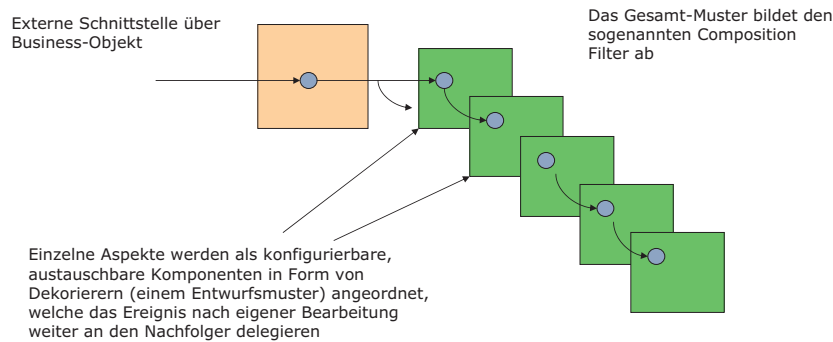 Externe Schnittstelle über
Business-Objekt
Das Gesamt-Muster bildet den
sogenannten Composition
Filter ab
Einzelne Aspekte werden als konfigurierbare,
austauschbare Komponenten in Form von
Dekorierern (einem Entwurfsmuster) angeordnet,
welche das Ereignis nach eigener Bearbeitung
weiter an den Nachfolger delegieren